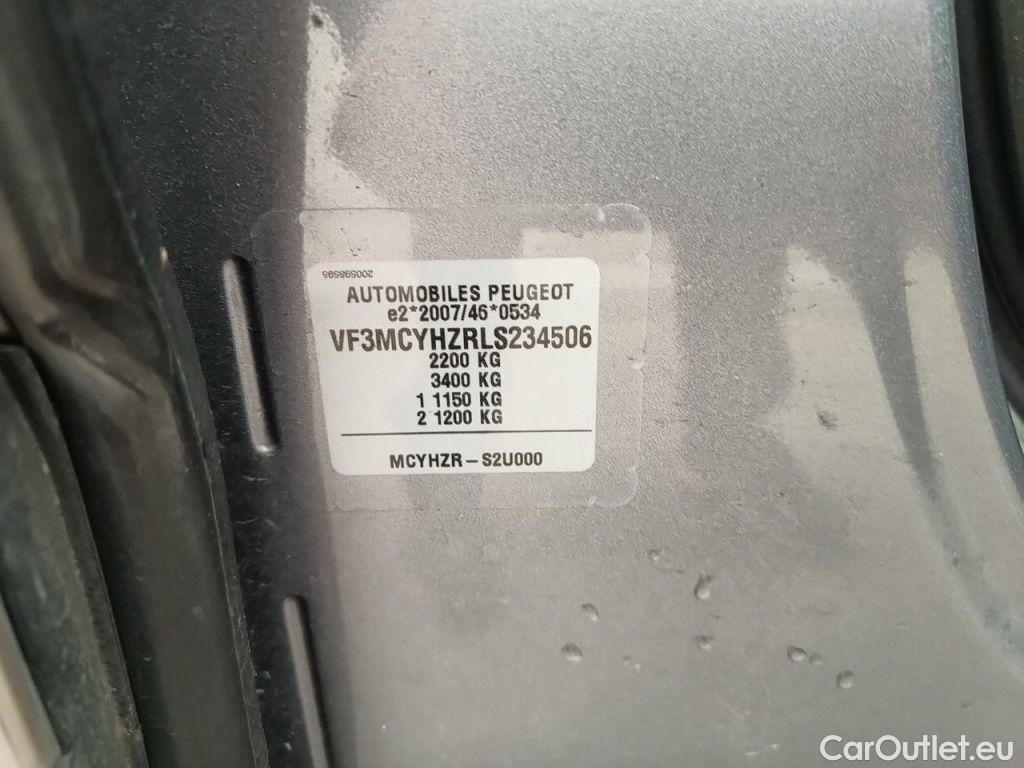 200598595
AUTOMOBILES PEUGEOT
e2*2007/46*0534
VF3MCYHZRLS234506
2200 KG
3400 KG
1 1150 KG
2 1200 KG
MCYHZR – S2U000
CarOutlet.eu